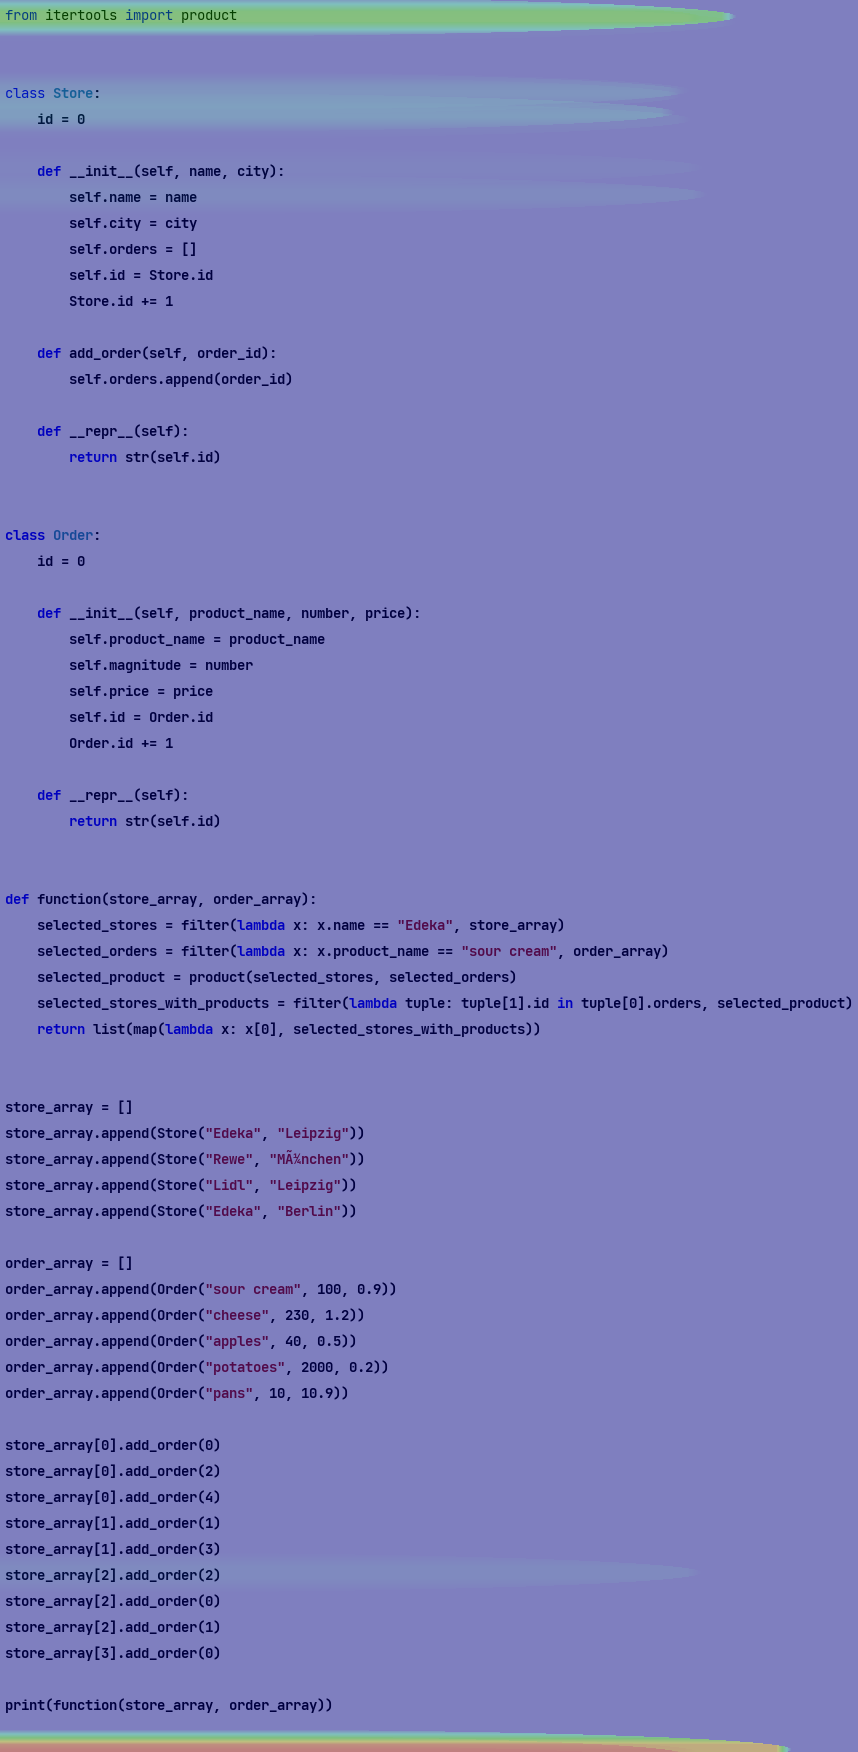 from itertools import product
class Store:
    id = 0
    def __init__(self, name, city):
        self.name = name
        self.city = city
        self.orders = []
        self.id = Store.id
        Store.id += 1
    def add_order(self, order_id):
        self.orders.append(order_id)
    def __repr__(self):
        return str(self.id)
class Order:
    id = 0
    def __init__(self, product_name, number, price):
        self.product_name = product_name
        self.magnitude = number
        self.price = price
        self.id = Order.id
        Order.id += 1
    def __repr__(self):
        return str(self.id)
def function(store_array, order_array):
    selected_stores = filter(lambda x: x.name == "Edeka", store_array)
    selected_orders = filter(lambda x: x.product_name == "sour cream", order_array)
    selected_product = product(selected_stores, selected_orders)
    selected_stores_with_products = filter(lambda tuple: tuple[1].id in tuple[0].orders, selected_product)
    return list(map(lambda x: x[0], selected_stores_with_products))
store_array = []
store_array.append(Store("Edeka", "Leipzig"))
store_array.append(Store("Rewe", "MÃ¼nchen"))
store_array.append(Store("Lidl", "Leipzig"))
store_array.append(Store("Edeka", "Berlin"))
order_array = []
order_array.append(Order("sour cream", 100, 0.9))
order_array.append(Order("cheese", 230, 1.2))
order_array.append(Order("apples", 40, 0.5))
order_array.append(Order("potatoes", 2000, 0.2))
order_array.append(Order("pans", 10, 10.9))
store_array[0].add_order(0)
store_array[0].add_order(2)
store_array[0].add_order(4)
store_array[1].add_order(1)
store_array[1].add_order(3)
store_array[2].add_order(2)
store_array[2].add_order(0)
store_array[2].add_order(1)
store_array[3].add_order(0)
print(function(store_array, order_array))